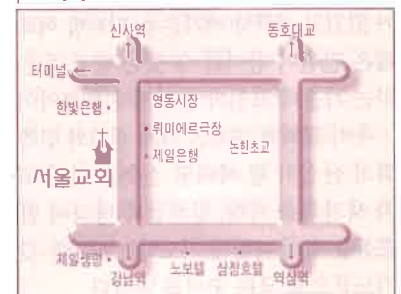 신사역
동호대교
터미널
한빛은행
영동시장
뤼미에르극장
제일은행
논현초교
서울교회
제일생명
강남역
노보텔
삼정호텔
역삼역